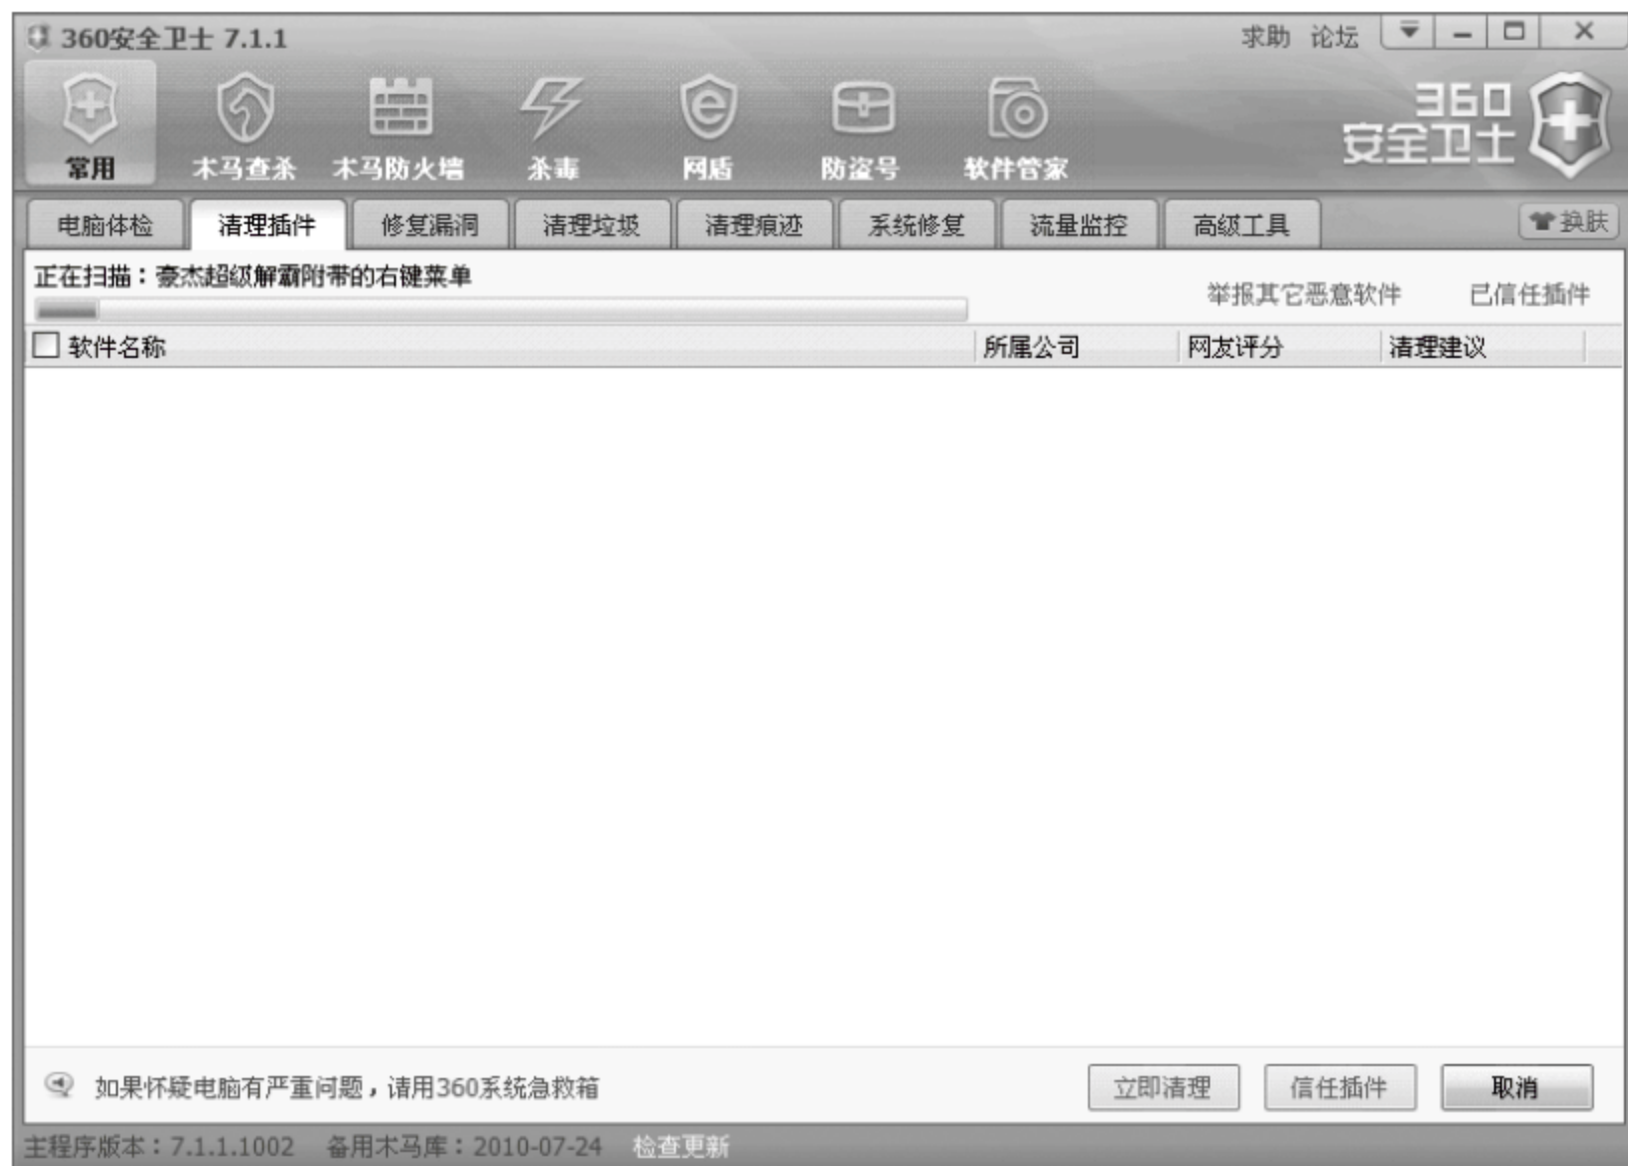 360安全卫士 7.1.1 求助 论坛
360
安全卫士
常用 木马查杀 木马防火墙 杀毒 网盾 防盗号 软件管家
电脑体检 清理插件 修复漏洞 清理垃圾 清理痕迹 系统修复 流量监控 高级工具 换肤
正在扫描：豪杰超级解霸附带的右键菜单
举报其它恶意软件 已信任插件
软件名称 所属公司 网友评分 清理建议
如果怀疑电脑有严重问题，请用360系统急救箱 立即清理 信任插件 取消
主程序版本：7.1.1.1002 备用木马库：2010-07-24 检查更新